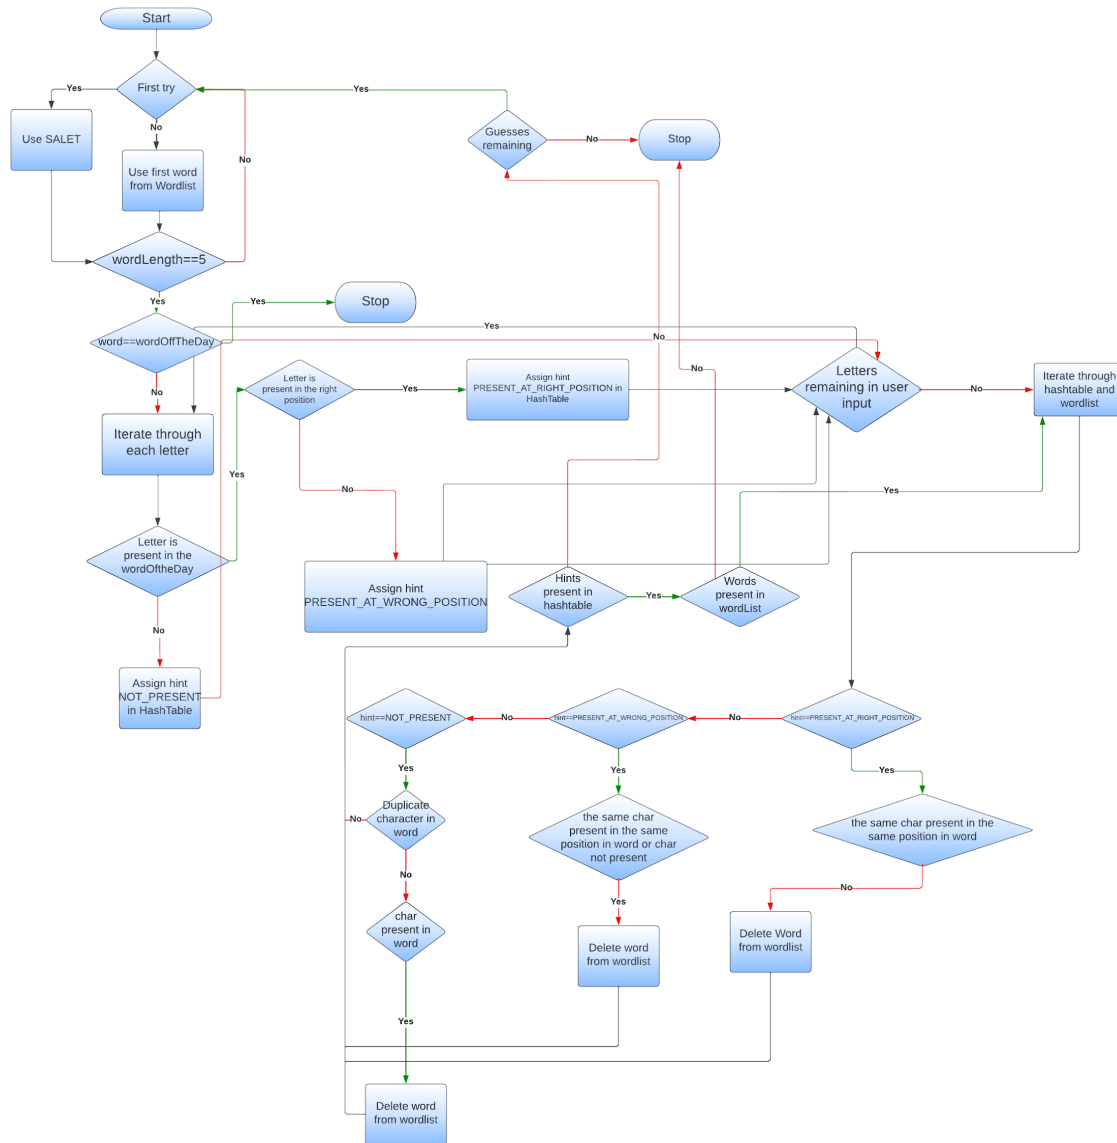 Start
First try
Yes
Yes
Guesses
remaining
No
Stop
Use SALET
No
Use first word
from Wordlist
No
wordLength==5
Yes
Yes
Stop
word==wordOffTheDay
Yes
No
Letter is
present in the right
position
Yes
Assign hint
PRESENT_AT_RIGHT_POSITION in
HashTable
Letters
remaining in user
input
No
Iterate through
hashtable and
wordlist
No
No
Iterate through
each letter
Yes
No
Yes
Letter is
present in the
wordOftheDay
Assign hint
PRESENT_AT_WRONG_POSITION
Hints
present in
hashtable
Yes
Words
present in
wordList
No
Assign hint
NOT_PRESENT
in HashTable
hint==NOT_PRESENT
No
hint==PRESENT_AT_WRONG_POSITION
No
hint==PRESENT_AT_RIGHT_POSITION
Yes
Yes
Yes
Duplicate
character in
word
No
the same char
present in the same
position in word or char
not present
the same char present in the
same position in word
No
Yes
No
char
present in
word
Delete word
from wordlist
Delete Word
from wordlist
Yes
Delete word
from wordlist